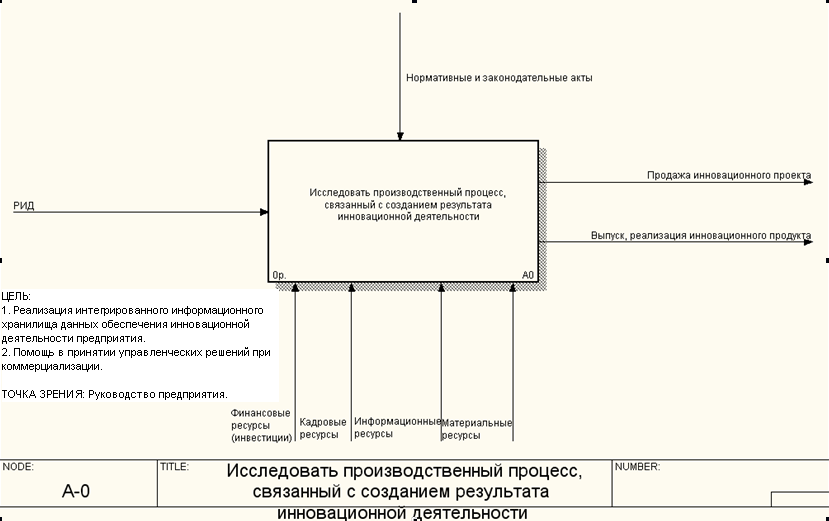 Нормативные и законодательные акты
Исследовать производственный процесс,
связанный с созданием результата
инновационной деятельности
0р.
A0
РИД
Продажа инновационного проекта
Выпуск, реализация инновационного продукта
ЦЕЛЬ:
1. Реализация интегрированного информационного
хранилища данных обеспечения инновационной
деятельности предприятия.
2. Помощь в принятии управленческих решений при
коммерциализации.
ТОЧКА ЗРЕНИЯ: Руководство предприятия.
Финансовые
ресурсы
(инвестиции)
Кадровые
ресурсы
Информационные
ресурсы
Материальные
ресурсы
NODE:
A-0
TITLE:
Исследовать производственный процесс,
связанный с созданием результата
инновационной деятельности
NUMBER: